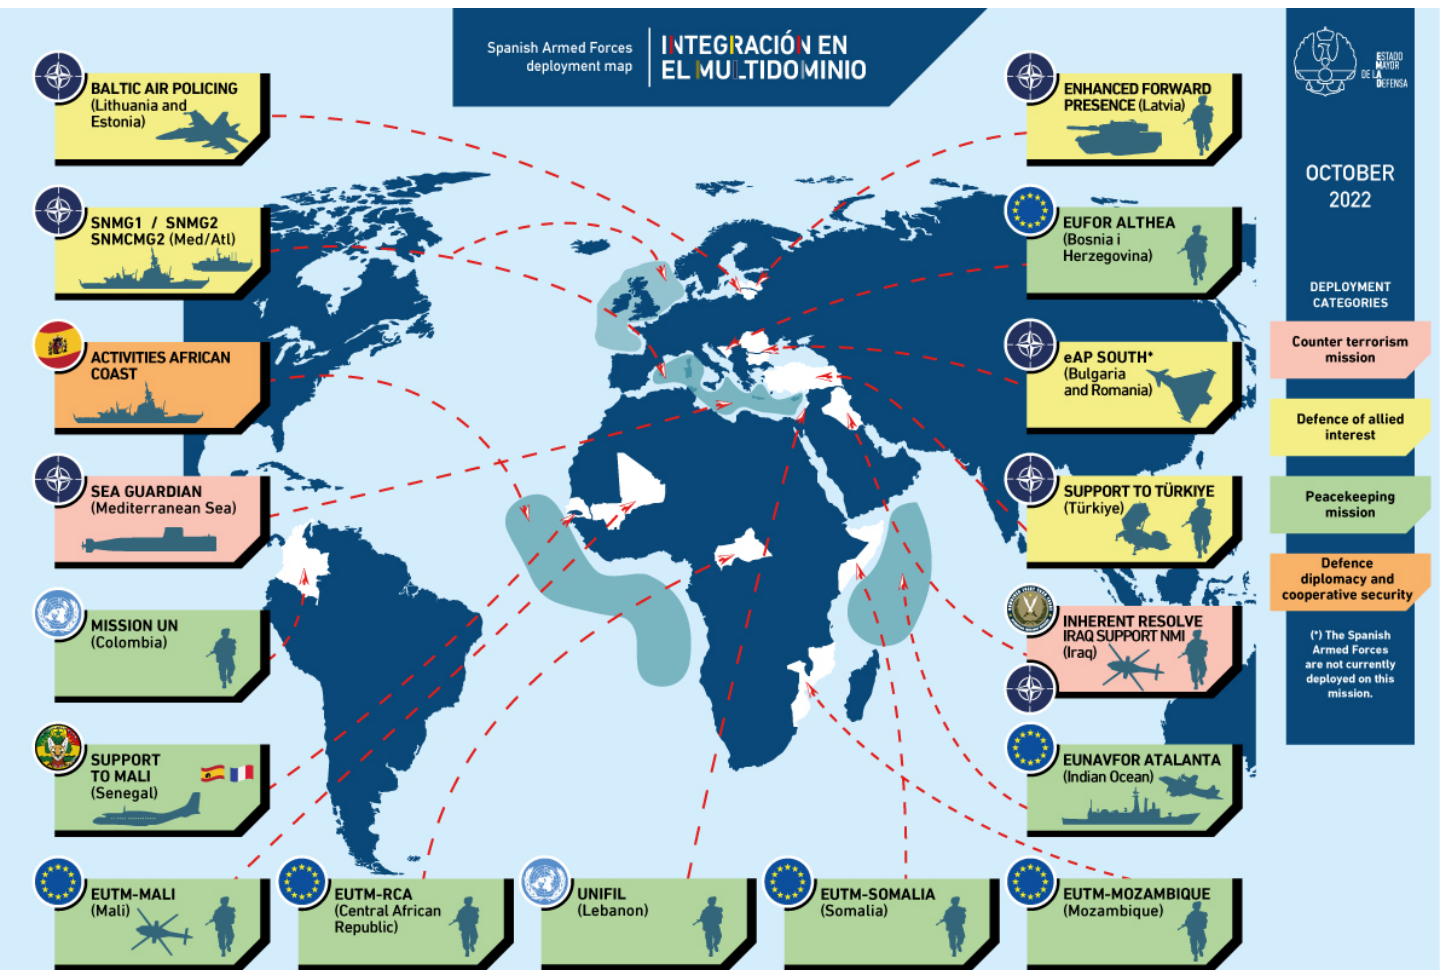 Spanish Armed Forces
deployment map
INTEGRACIÓN EN
EL MULTIDOMINIO
ESTADO
MAYOR
DE LA
DEFENSA
OCTOBER
2022
DEPLOYMENT
CATEGORIES
Counter terrorism
mission
Defence of allied
interest
Peacekeeping
mission
Defence
diplomacy and
cooperative security
(*) The Spanish
Armed Forces
are not currently
deployed on this
mission.
BALTIC AIR POLICING
(Lithuania and
Estonia)
SNMG1 / SNMG2
SNMCMG2 (Med/Atl)
ACTIVITIES AFRICAN
COAST
SEA GUARDIAN
(Mediterranean Sea)
MISSION UN
(Colombia)
SUPPORT
TO MALI
(Senegal)
EUTM-MALI
(Mali)
EUTM-RCA
(Central African
Republic)
UNIFIL
(Lebanon)
EUTM-SOMALIA
(Somalia)
EUTM-MOZAMBIQUE
(Mozambique)
ENHANCED FORWARD
PRESENCE (Latvia)
EUFOR ALTHEA
(Bosnia i
Herzegovina)
eAP SOUTH*
(Bulgaria
and Romania)
SUPPORT TO TÜRKIYE
(Türkiye)
INHERENT RESOLVE
IRAQ SUPPORT NMI
(Iraq)
EUNAVFOR ATALANTA
(Indian Ocean)